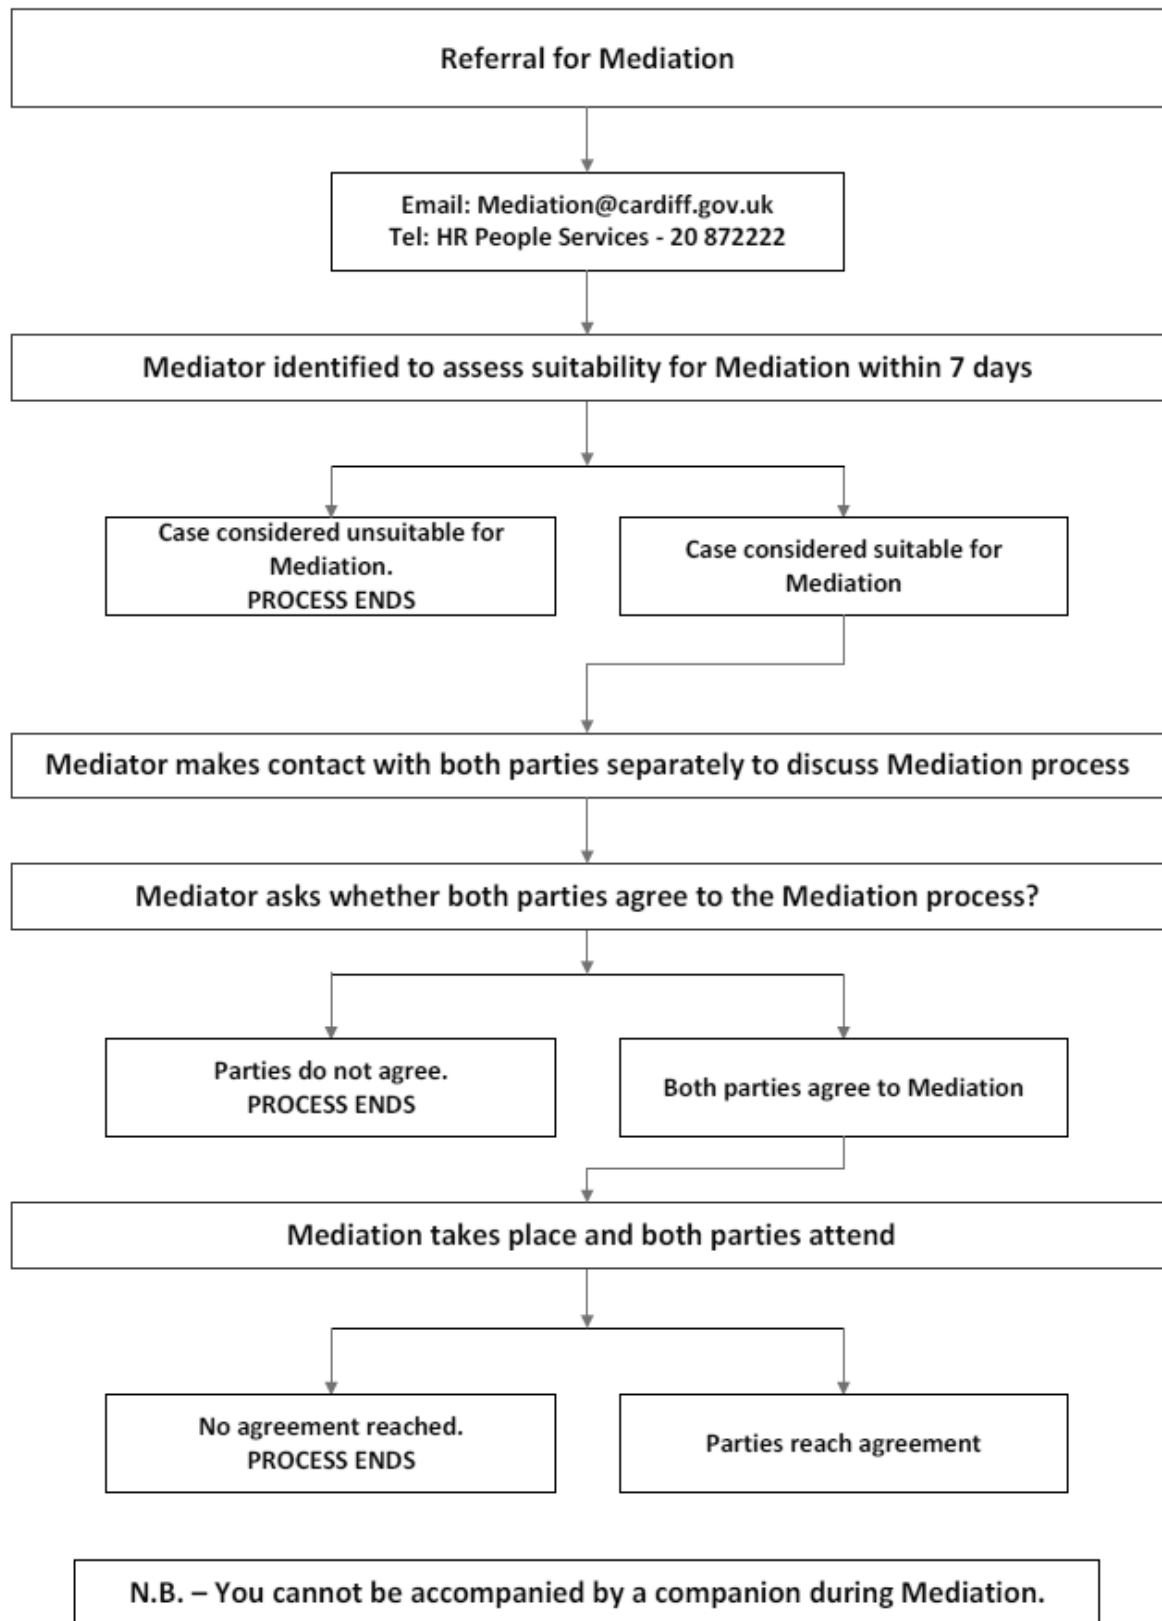 Referral for Mediation
Email: Mediation@cardiff.gov.uk
Tel: HR People Services - 20 872222
Mediator identified to assess suitability for Mediation within 7 days
Case considered unsuitable for
Mediation.
PROCESS ENDS
Case considered suitable for
Mediation
Mediator makes contact with both parties separately to discuss Mediation process
Mediator asks whether both parties agree to the Mediation process?
Parties do not agree.
PROCESS ENDS
Both parties agree to Mediation
Mediation takes place and both parties attend
No agreement reached.
PROCESS ENDS
Parties reach agreement
N.B. – You cannot be accompanied by a companion during Mediation.